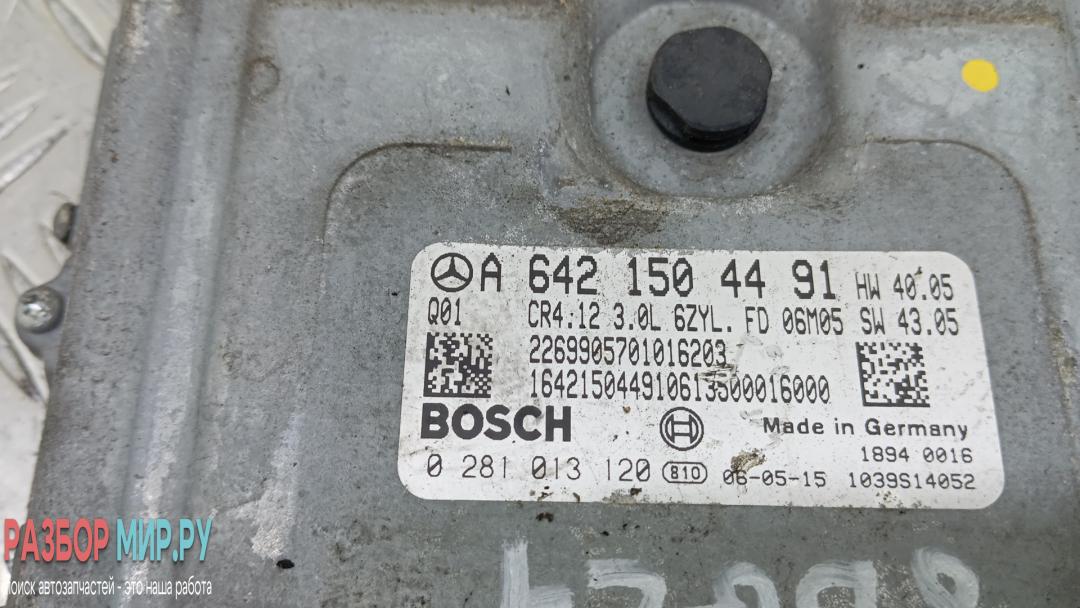 A 642 150 44 91 HW 40.05
Q01 CR4.12 3.0L 6ZYL. FD 06M05 SW 43.05
2269905701016203
164215044910613500016000
BOSCH Made in Germany
1894 0016
0 281 013 120 810 06-05-15 1039S14052
РАЗБОР МИР.РУ
поиск автозапчастей - это наша работа